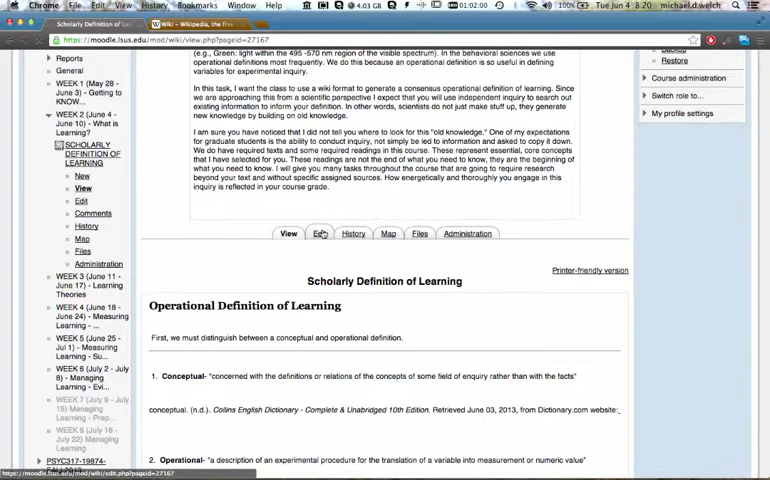 Chrome File Edit View History Bookmarks Window Help 4.03 GB 01:02:00 100% Tue Jun 4 8:20 michael.d.welch
Scholarly Definition of Learning
Wiki – Wikipedia, the free
https://moodle.lsus.edu/mod/wiki/view.php?pageid=27167
Reports
General
WEEK 1 (May 28 -
June 3) - Getting to
KNOW...
WEEK 2 (June 4 -
June 10) - What is
Learning?
SCHOLARLY
DEFINITION OF
LEARNING
New
View
Edit
Comments
History
Map
Files
Administration
WEEK 3 (June 11 -
June 17) - Learning
Theories
WEEK 4 (June 18 -
June 24) - Measuring
Learning - ...
WEEK 5 (June 25 -
Jul 1) - Measuring
Learning - Su...
WEEK 6 (July 2 - July
8) - Managing
Learning - Evi...
WEEK 7 (July 9 - July
15) Managing
Learning - Prep...
WEEK 8 (July 16 -
July 22) Managing
Learning
PSYC317-19874-
(e.g., Green: light within the 495 -570 nm region of the visible spectrum). In the behavioral sciences we use
operational definitions most frequently. We do this because an operational definition is so useful in defining
variables for experimental inquiry.
In this task, I want the class to use a wiki format to generate a consensus operational definition of learning. Since
we are approaching this from a scientific perspective I expect that you will use independent inquiry to search out
existing information to inform your definition. In other words, scientists do not just make stuff up, they generate
new knowledge by building on old knowledge.
I am sure you have noticed that I did not tell you where to look for this "old knowledge." One of my expectations
for graduate students is the ability to conduct inquiry, not simply be led to information and asked to copy it down.
We do have required texts and some required readings in this course. These represent essential, core concepts
that I have selected for you. These readings are not the end of what you need to know, they are the beginning of
what you need to know. I will give you many tasks throughout the course that are going to require research
beyond your text and without specific assigned sources. How energetically and thoroughly you engage in this
inquiry is reflected in your course grade.
View Edit History Map Files Administration
Printer-friendly version
Scholarly Definition of Learning
Operational Definition of Learning
First, we must distinguish between a conceptual and operational definition.
1. Conceptual- "concerned with the definitions or relations of the concepts of some field of enquiry rather than with the facts"
conceptual. (n.d.). Collins English Dictionary - Complete & Unabridged 10th Edition. Retrieved June 03, 2013, from Dictionary.com website:
2. Operational- "a description of an experimental procedure for the translation of a variable into measurement or numeric value"
Restore
Course administration
Switch role to...
My profile settings
https://moodle.lsus.edu/mod/wiki/edit.php?pageid=27167